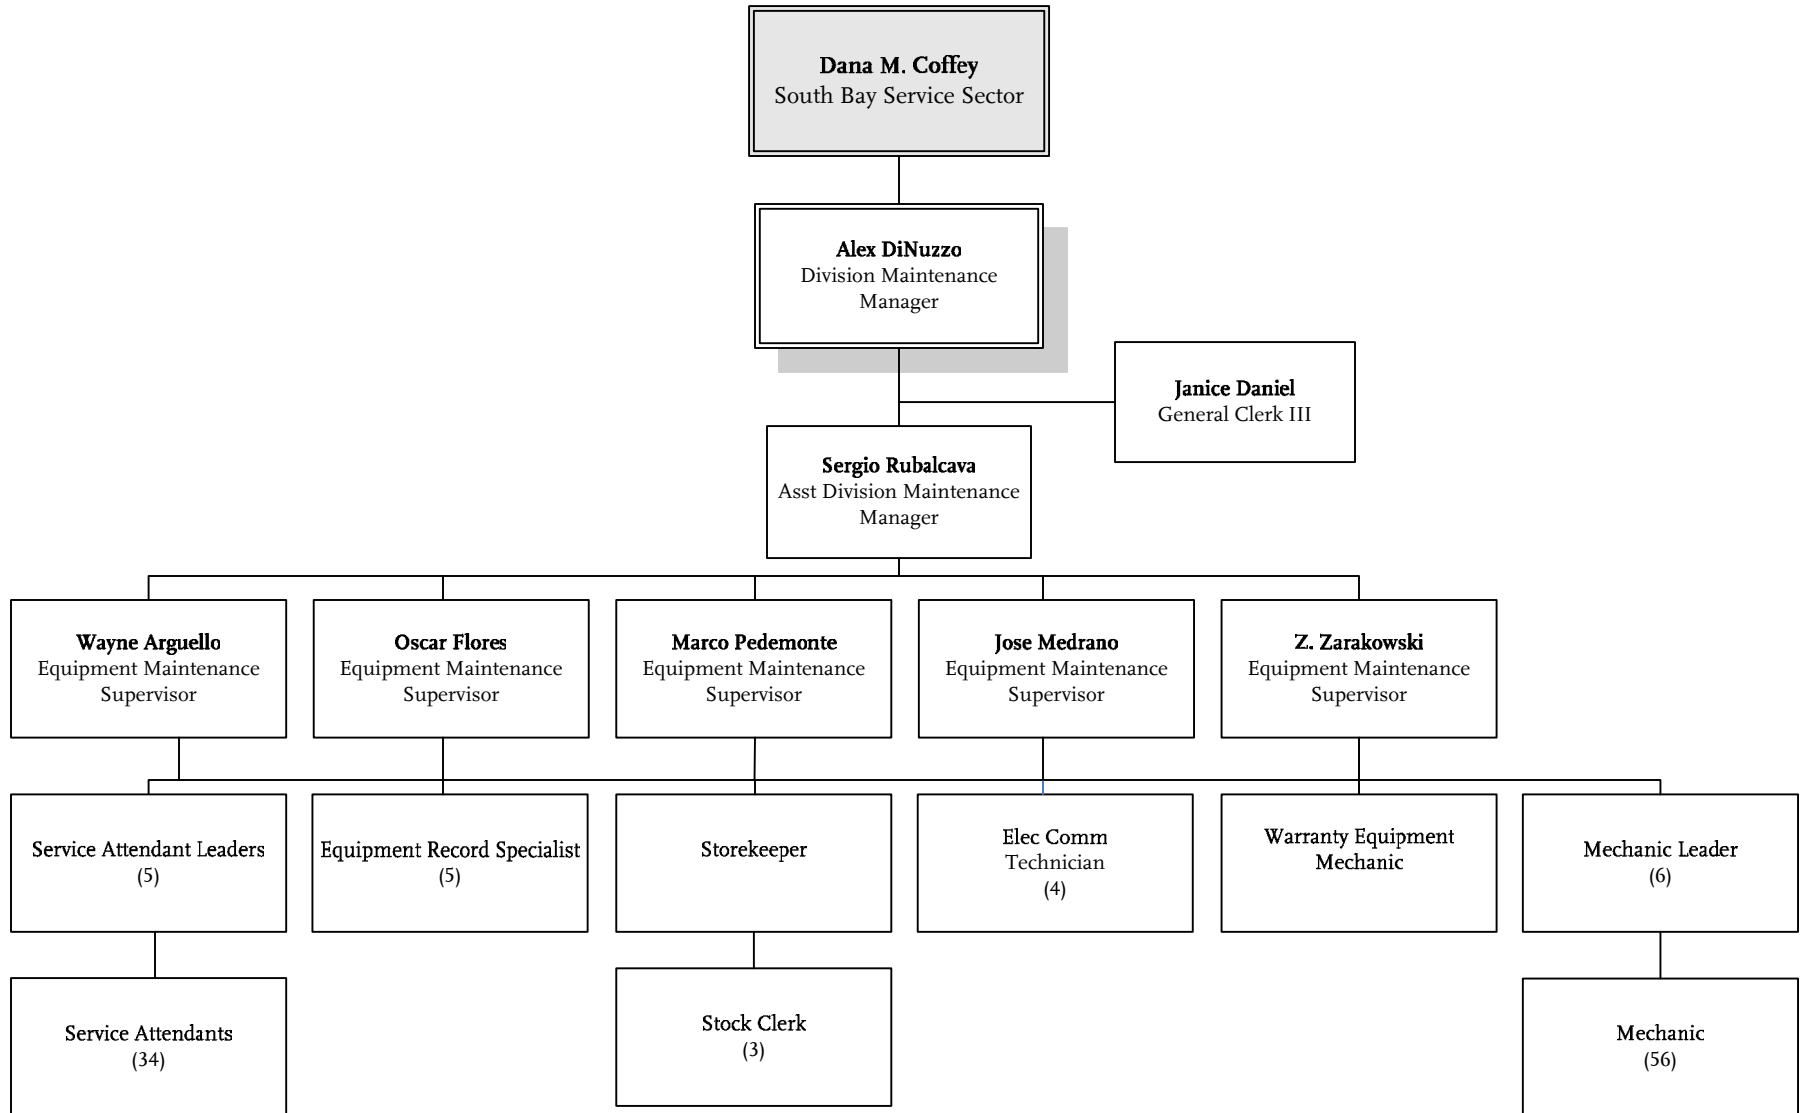 Dana M. Coffey
South Bay Service Sector
Alex DiNuzzo
Division Maintenance
Manager
Janice Daniel
General Clerk III
Sergio Rubalcava
Asst Division Maintenance
Manager
Wayne Arguello
Equipment Maintenance
Supervisor
Oscar Flores
Equipment Maintenance
Supervisor
Marco Pedemonte
Equipment Maintenance
Supervisor
Jose Medrano
Equipment Maintenance
Supervisor
Z. Zarakowski
Equipment Maintenance
Supervisor
Service Attendant Leaders
(5)
Equipment Record Specialist
(5)
Storekeeper
Elec Comm
Technician
(4)
Warranty Equipment
Mechanic
Mechanic Leader
(6)
Service Attendants
(34)
Stock Clerk
(3)
Mechanic
(56)